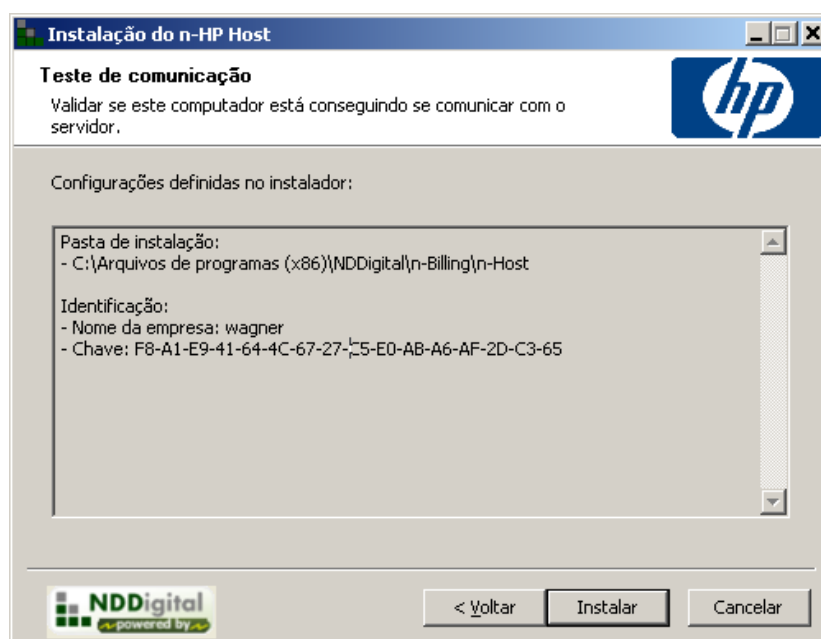 Instalação do n-HP Host
Teste de comunicação
Validar se este computador está conseguindo se comunicar com o
servidor.
hp
Configurações definidas no instalador:
Pasta de instalação:
- C:\Arquivos de programas (x86)\NDDigital\n-Billing\n-Host
Identificação:
- Nome da empresa: wagner
- Chave: F8-A1-E9-41-64-4C-67-27-C5-E0-AB-A6-AF-2D-C3-65
NDDigital
powered by
< Voltar
Instalar
Cancelar